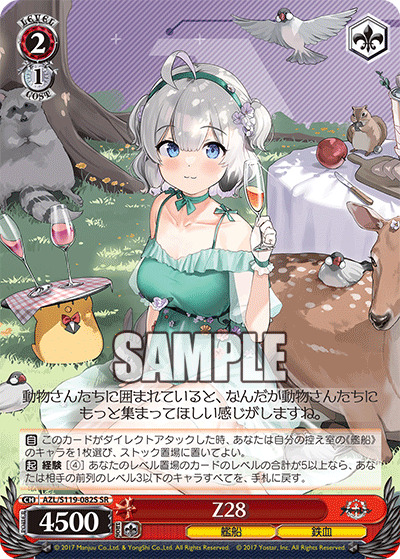 LEVEL
2
1
COST
SAMPLE
動物さんたちに囲まれていると、なんだか動物さんたちに
もっと集まってほしい感じがしますね。
自 このカードがダイレクトアタックした時、あなたは自分の控え室の《艦船》
のキャラを1枚選び、ストック置場に置いてよい。
起 経験 [④] あなたのレベル置場のカードのレベルの合計が5以上なら、あな
たは相手の前列のレベル3以下のキャラすべてを、手札に戻す。
CH AZL/S119-082S SR
Z28
4500
艦船
鉄血
© 2017 Manjuu Co.,Ltd. & YongShi Co.,Ltd. All Rights Reserved. © 2017 Yostar, Inc. All Rights Reserved.